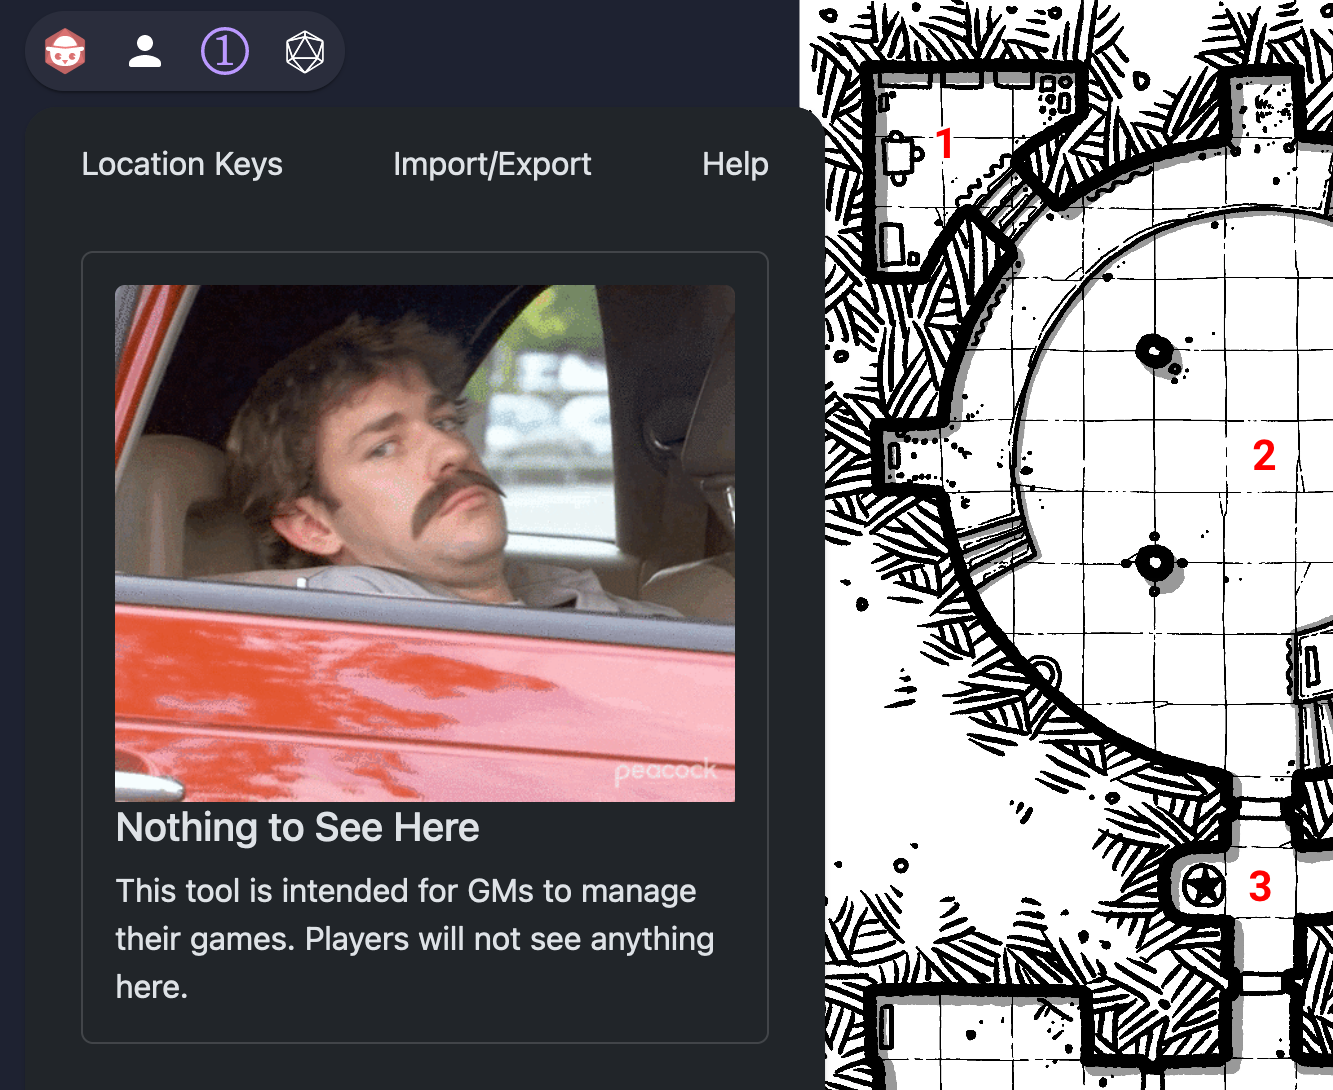 1
Location Keys Import/Export Help
peacock
Nothing to See Here
This tool is intended for GMs to manage
their games. Players will not see anything
here.
1
2
3